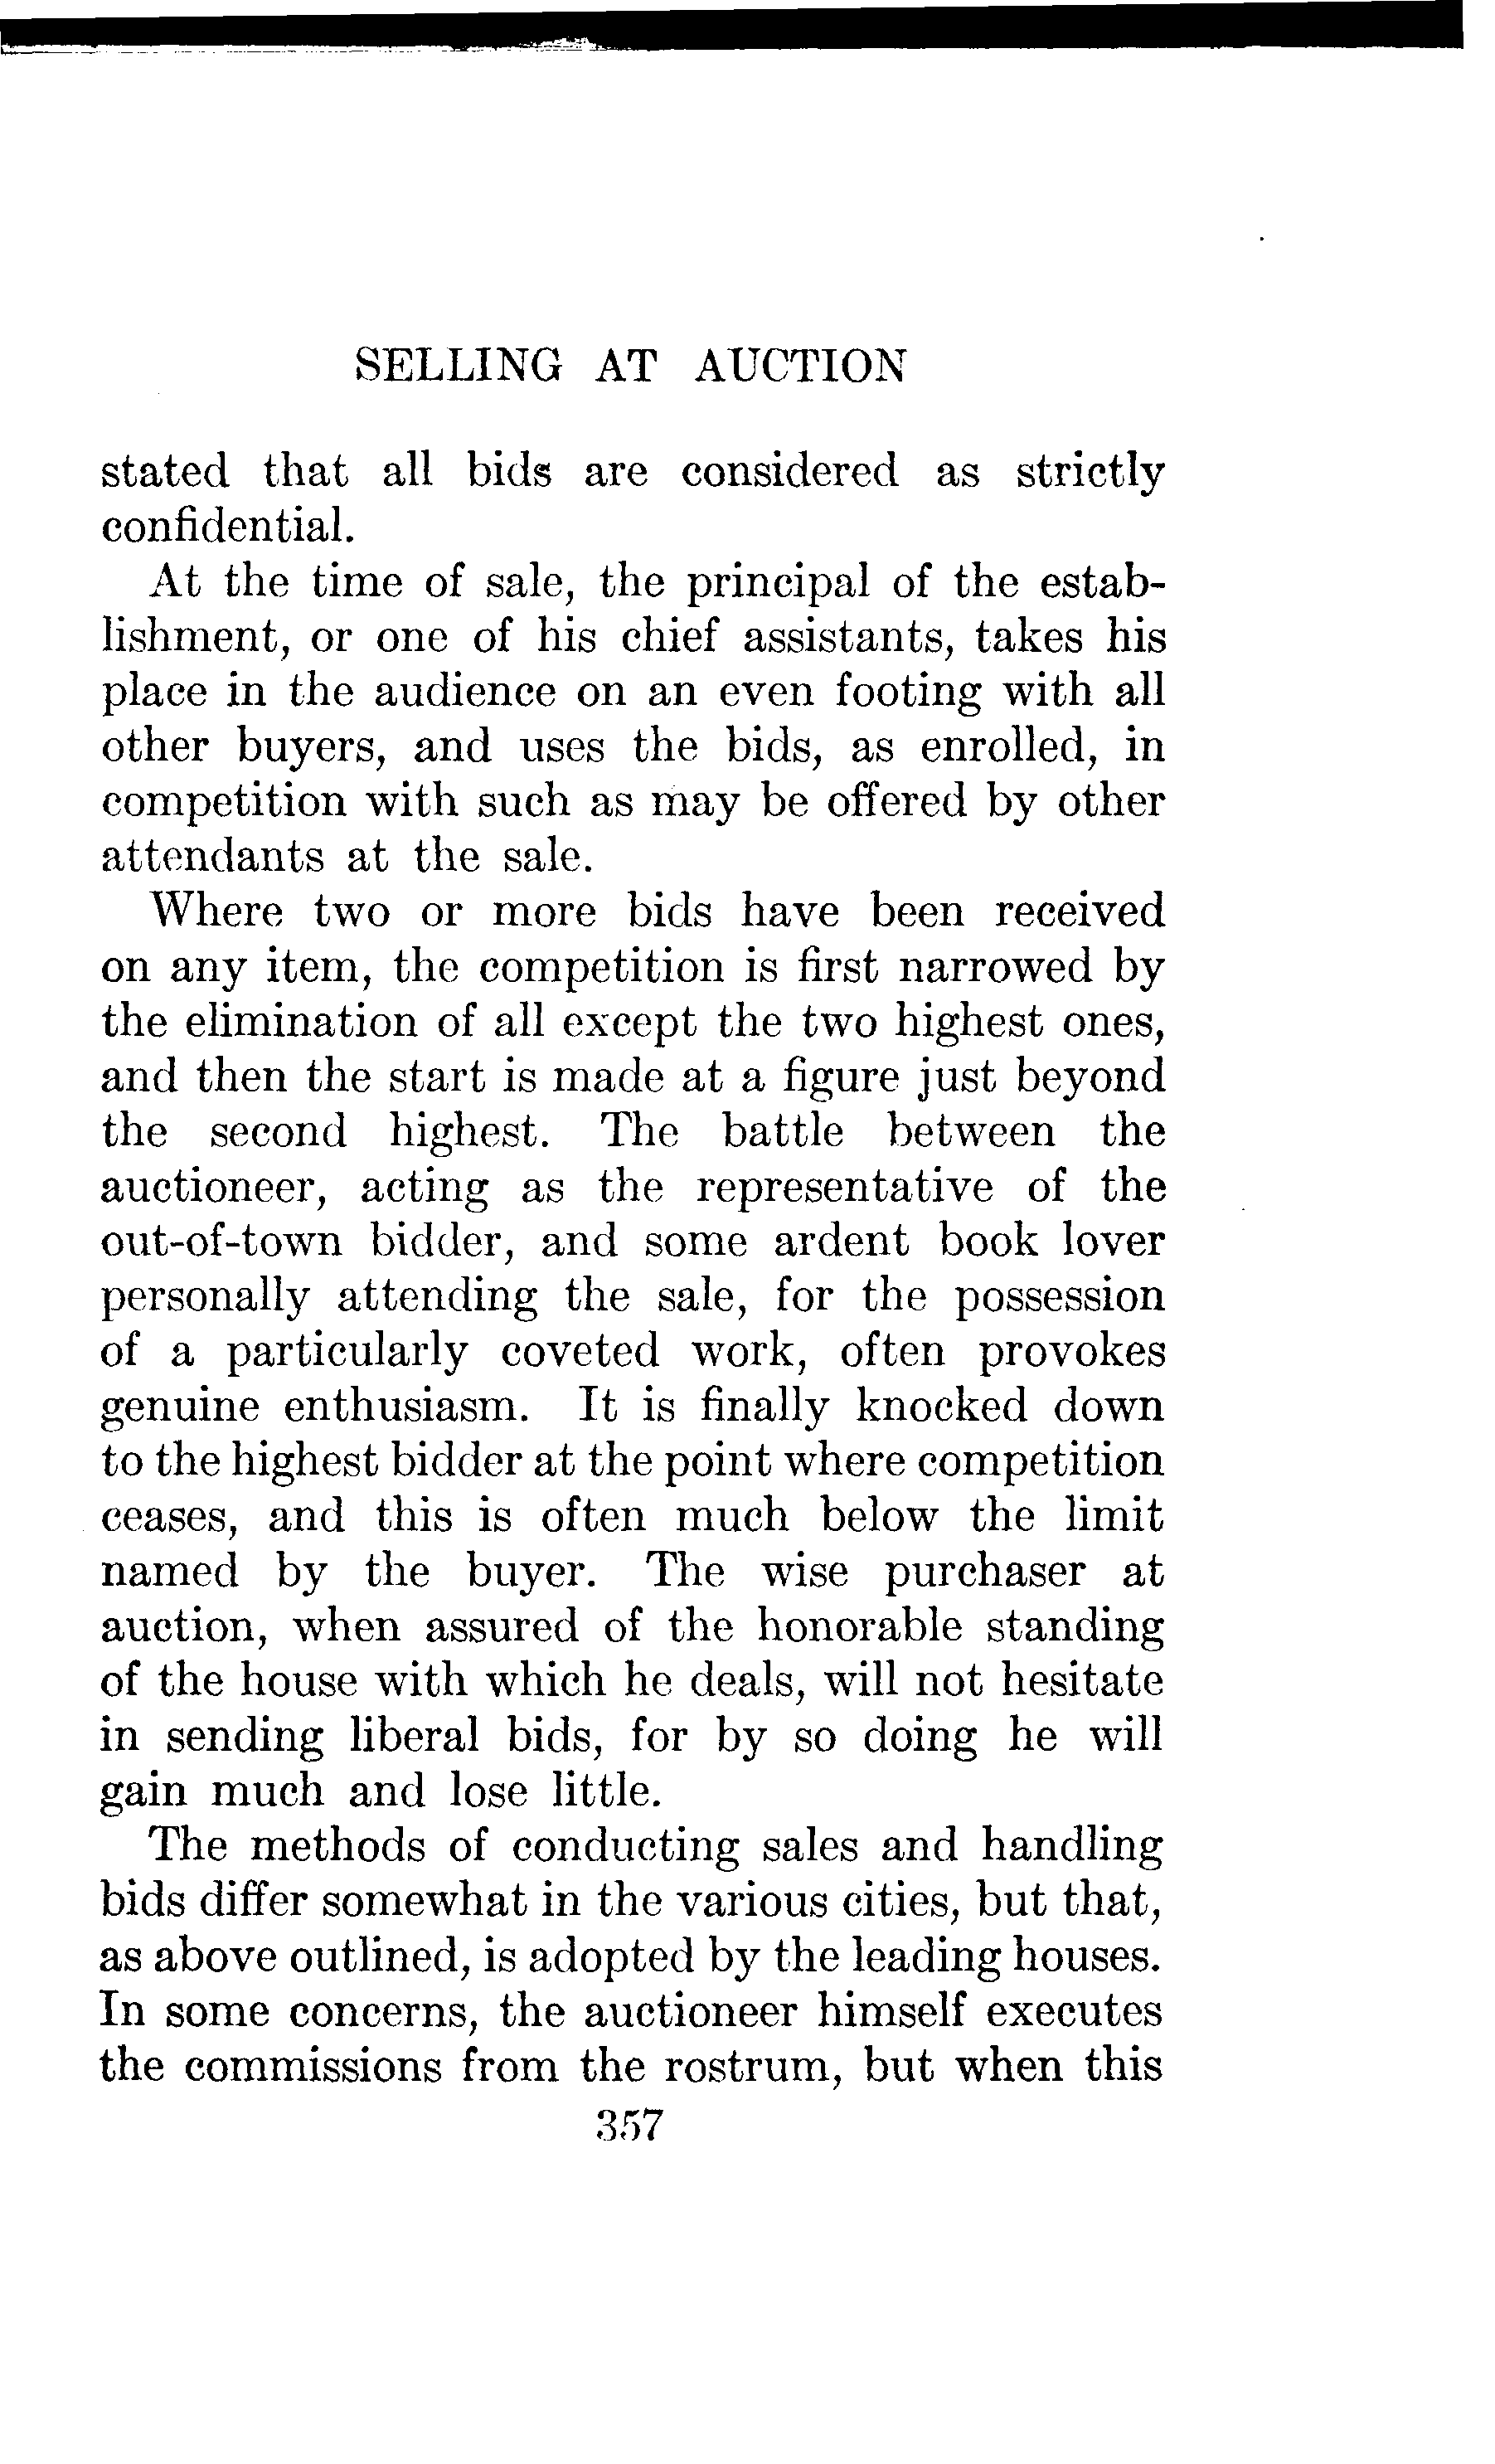 SELLING AT AUCTION
stated that all bids are considered as strictly
confidential.
At the time of sale, the principal of the estab-
lishment, or one of his chief assistants, takes his
place in the audience on an even footing with all
other buyers, and uses the bids, as enrolled, in
competition with such as may be offered by other
attendants at the sale.
Where two or more bids have been received
on any item, the competition is first narrowed by
the elimination of all except the two highest ones,
and then the start is made at a figure just beyond
the second highest. The battle between the
auctioneer, acting as the representative of the
out-of-town bidder, and some ardent book lover
personally attending the sale, for the possession
of a particularly coveted work, often provokes
genuine enthusiasm. It is finally knocked down
to the highest bidder at the point where competition
ceases, and this is often much below the limit
named by the buyer. The wise purchaser at
auction, when assured of the honorable standing
of the house with which he deals, will not hesitate
in sending liberal bids, for by so doing he will
gain much and lose little.
The methods of conducting sales and handling
bids differ somewhat in the various cities, but that,
as above outlined, is adopted by the leading houses.
In some concerns, the auctioneer himself executes
the commissions from the rostrum, but when this
357